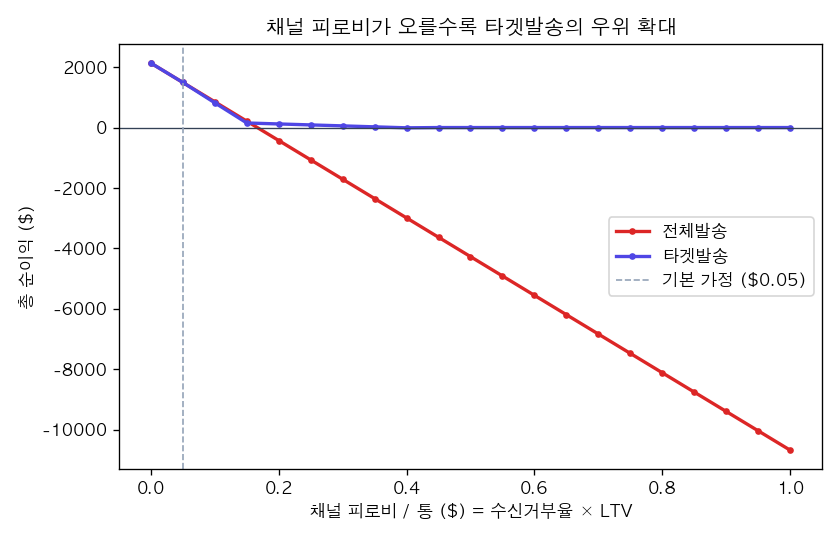 채널 피로비가 오를수록 타겟발송의 우위 확대
총 순이익 ($)
2000
0
-2000
-4000
-6000
-8000
-10000
전체발송
타겟발송
기본 가정 ($0.05)
0.0 0.2 0.4 0.6 0.8 1.0
채널 피로비 / 통 ($) = 수신거부율 × LTV